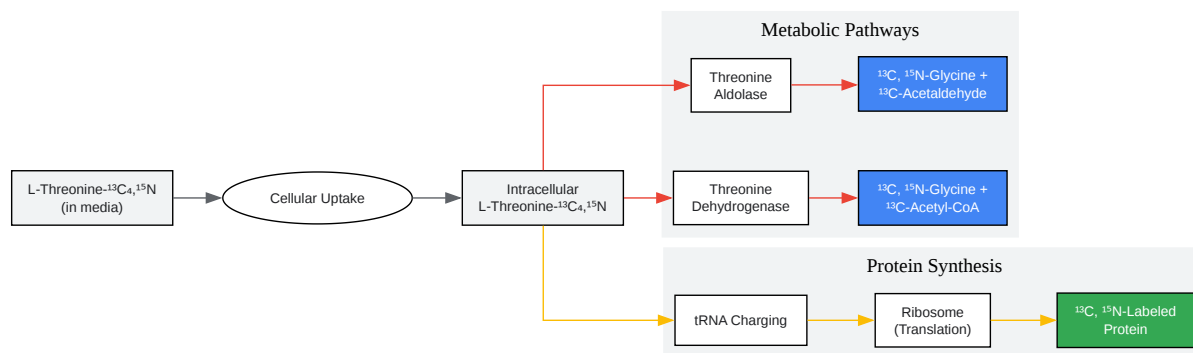 Metabolic Pathways
Threonine
Aldolase
¹³C, ¹⁵N-Glycine +
¹³C-Acetaldehyde
L-Threonine-¹³C₄,¹⁵N
(in media)
Cellular Uptake
Intracellular
L-Threonine-¹³C₄,¹⁵N
Threonine
Dehydrogenase
¹³C, ¹⁵N-Glycine +
¹³C-Acetyl-CoA
Protein Synthesis
tRNA Charging
Ribosome
(Translation)
¹³C, ¹⁵N-Labeled
Protein